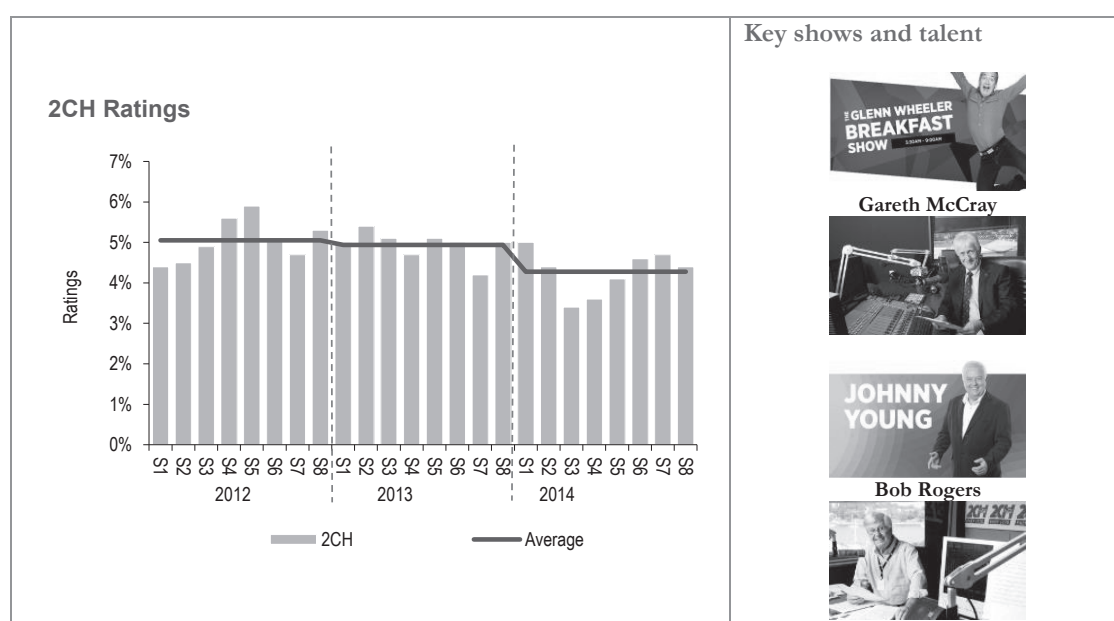 Key shows and talent
2CH Ratings
7%
6%
5%
4%
3%
2%
1%
0%
Ratings
S1 S2 S3 S4 S5 S6 S7 S8 S1 S2 S3 S4 S5 S6 S7 S8 S1 S2 S3 S4 S5 S6 S7 S8
2012 2013 2014
2CH Average
THE GLENN WHEELER
BREAKFAST
SHOW
Gareth McCray
JOHNNY
YOUNG
Bob Rogers